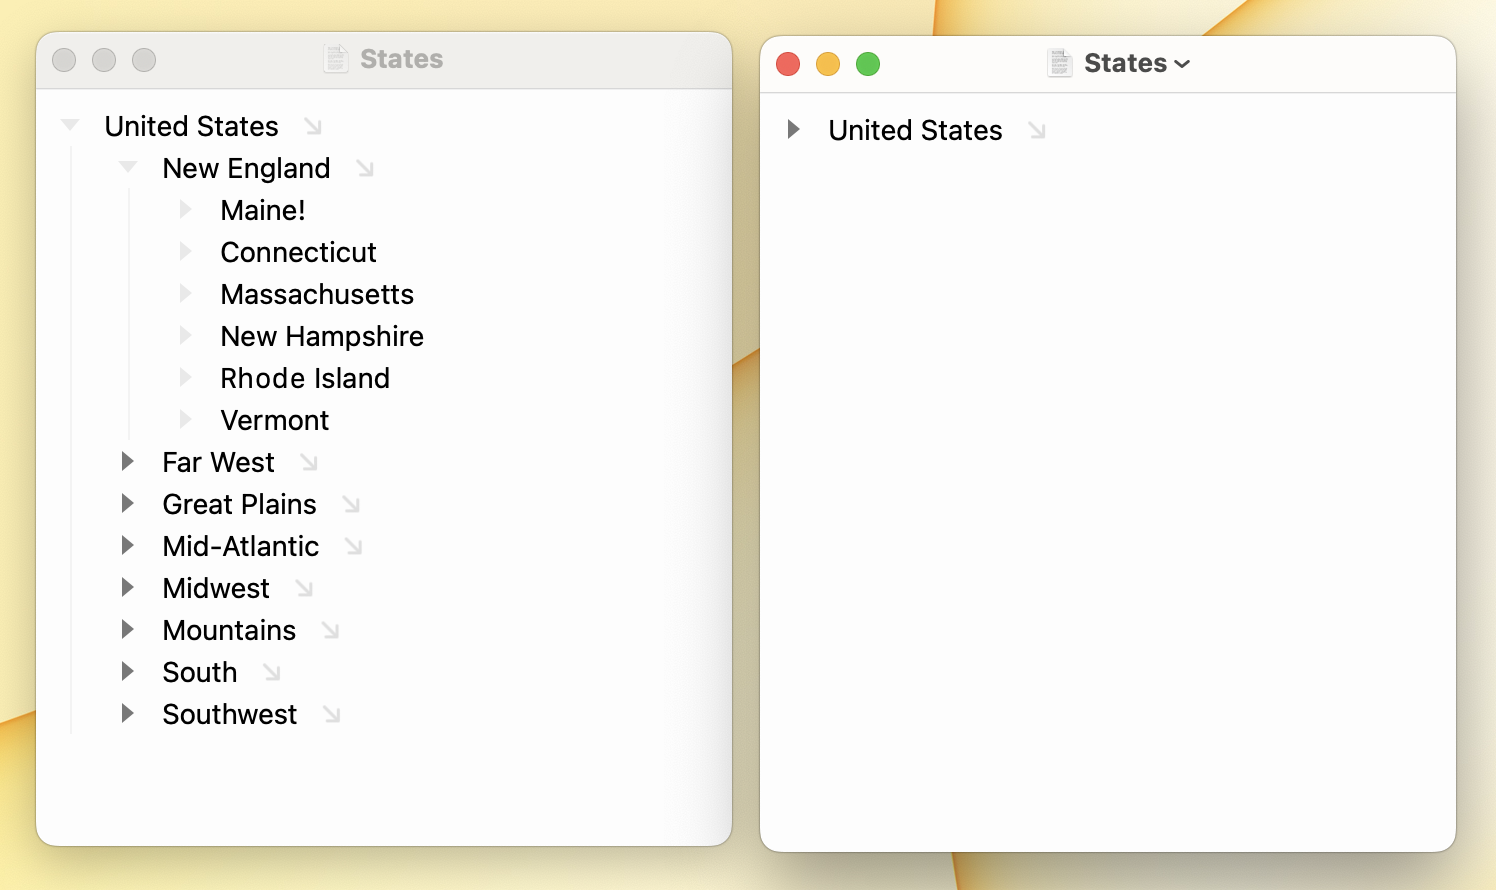 States
United States
New England
Maine!
Connecticut
Massachusetts
New Hampshire
Rhode Island
Vermont
Far West
Great Plains
Mid-Atlantic
Midwest
Mountains
South
Southwest
States
United States